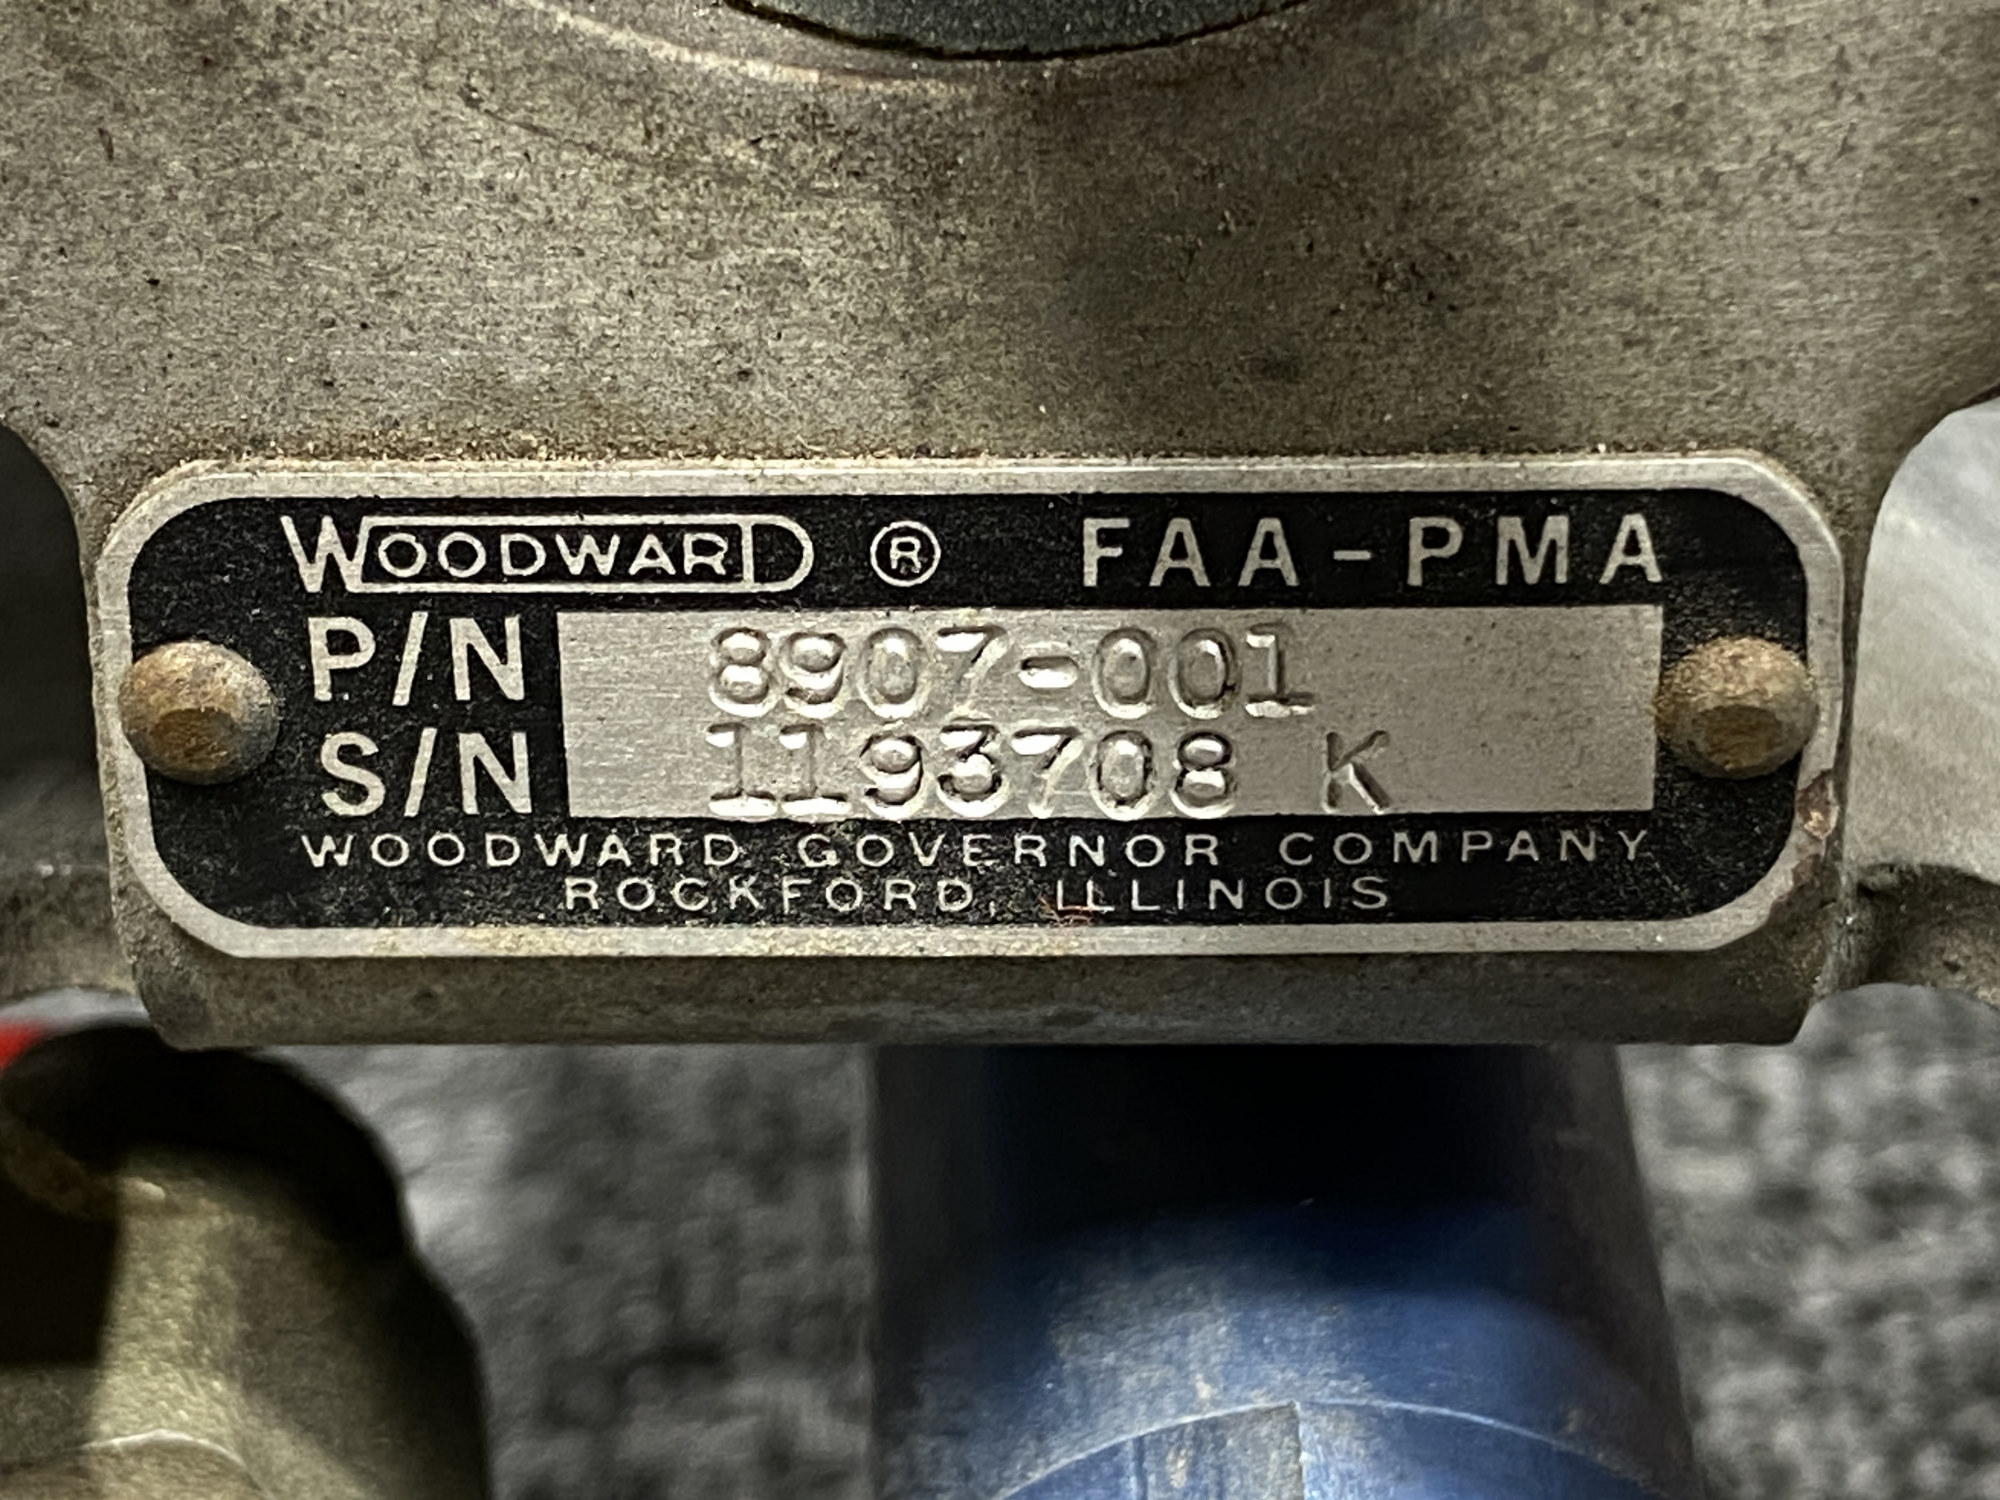 WOODWARD ® FAA-PMA
P/N 8907-001
S/N 1193708 K
WOODWARD GOVERNOR COMPANY
ROCKFORD, ILLINOIS